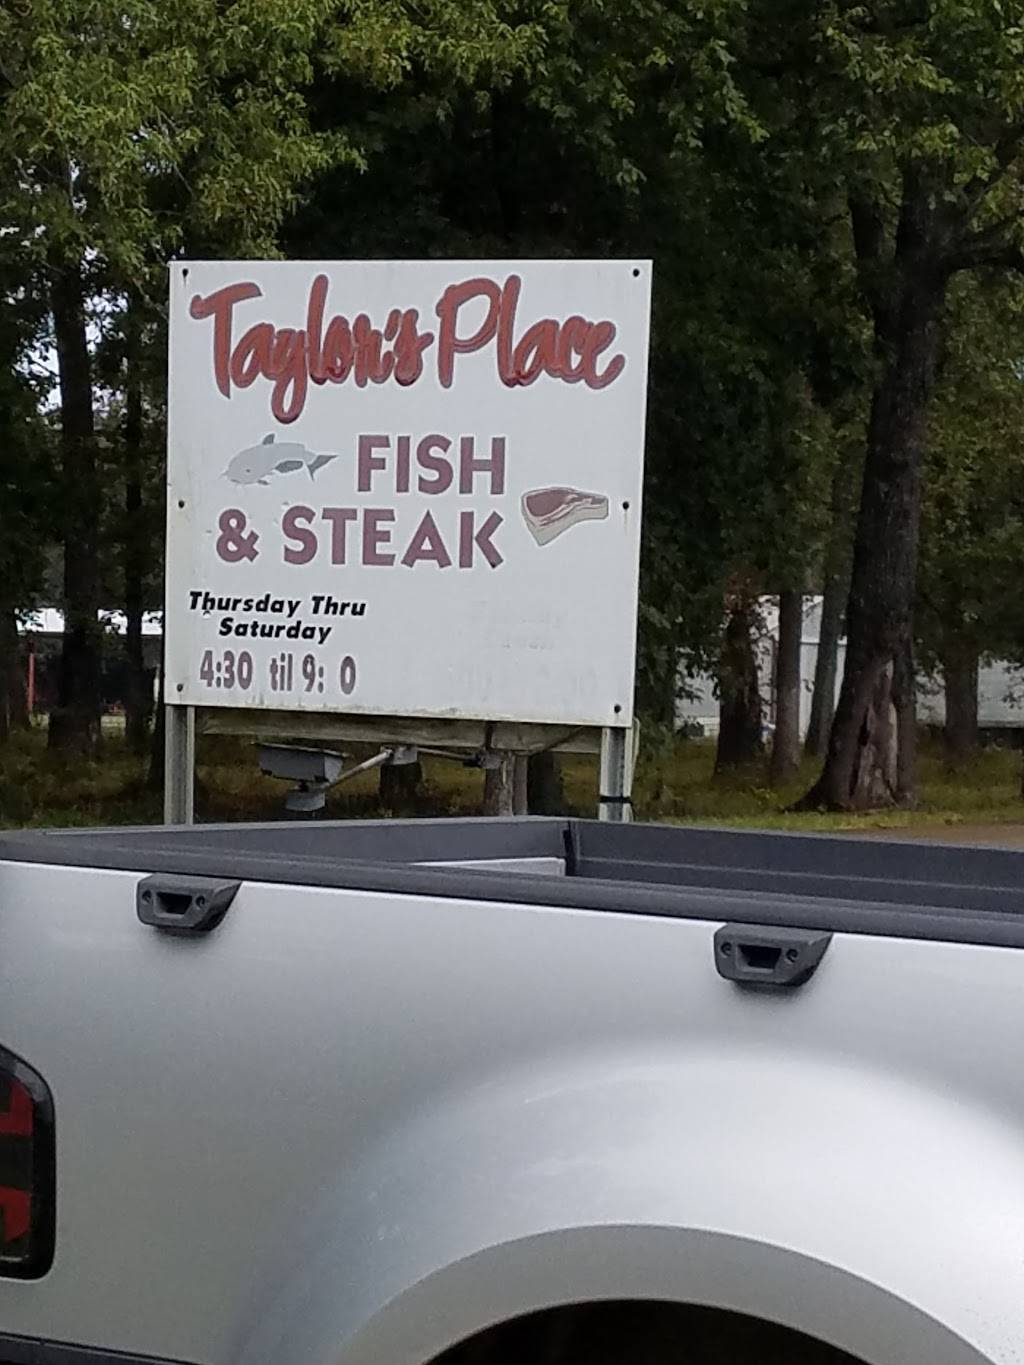 Taylor's Place
FISH
& STEAK
Thursday Thru
Saturday
4:30 til 9: 0